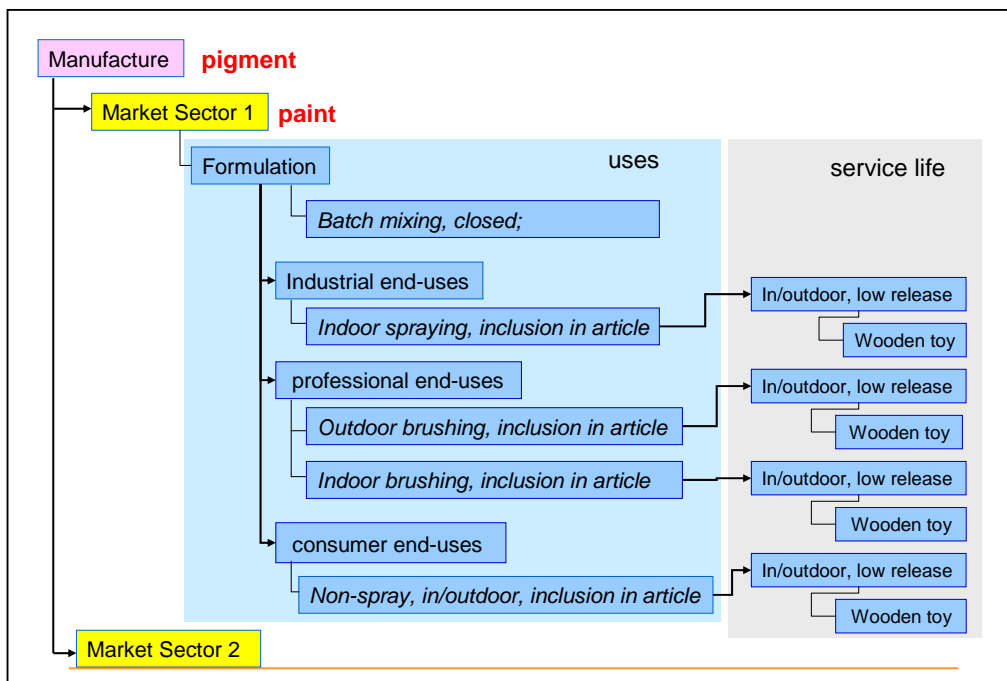 Manufacture pigment
Market Sector 1 paint
uses
service life
Formulation
Batch mixing, closed;
Industrial end-uses
Indoor spraying, inclusion in article
In/outdoor, low release
Wooden toy
professional end-uses
Outdoor brushing, inclusion in article
In/outdoor, low release
Wooden toy
Indoor brushing, inclusion in article
In/outdoor, low release
Wooden toy
consumer end-uses
Non-spray, in/outdoor, inclusion in article
In/outdoor, low release
Wooden toy
Market Sector 2